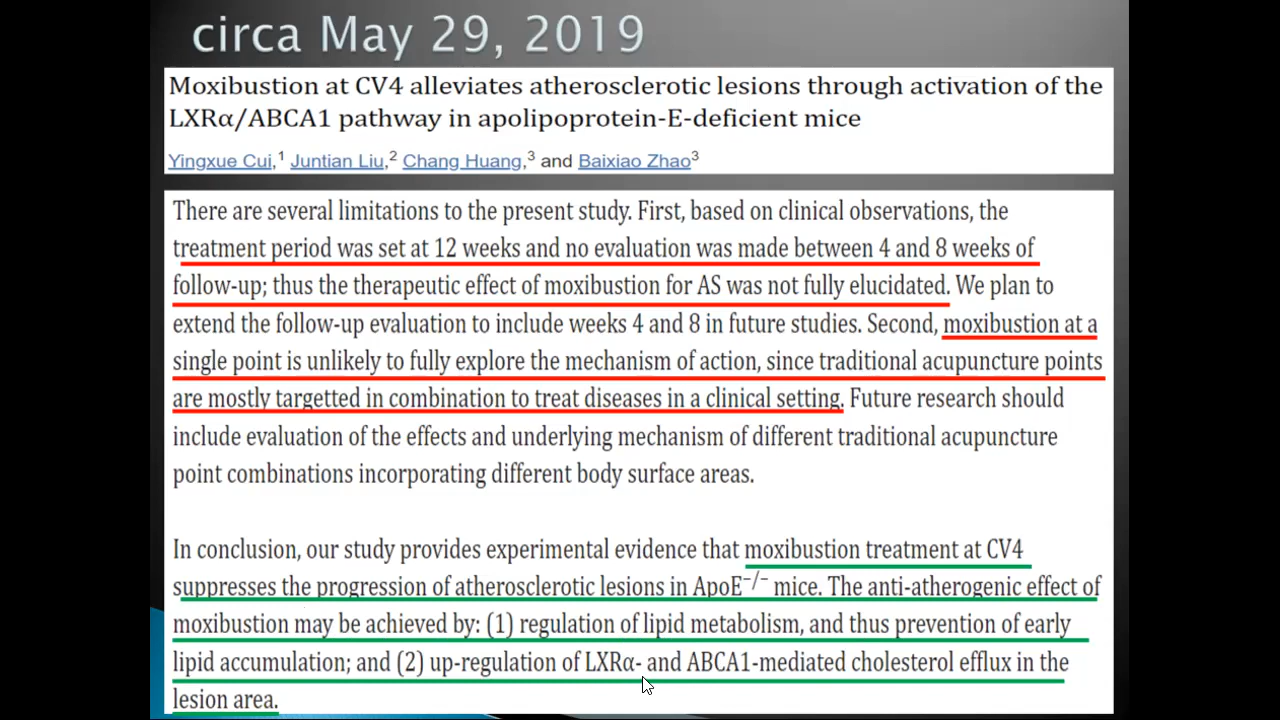 circa May 29, 2019
Moxibustion at CV4 alleviates atherosclerotic lesions through activation of the
LXRα/ABCA1 pathway in apolipoprotein-E-deficient mice
Yingxue Cui,1 Juntian Liu,2 Chang Huang,3 and Baixiao Zhao3
There are several limitations to the present study. First, based on clinical observations, the
treatment period was set at 12 weeks and no evaluation was made between 4 and 8 weeks of
follow-up; thus the therapeutic effect of moxibustion for AS was not fully elucidated. We plan to
extend the follow-up evaluation to include weeks 4 and 8 in future studies. Second, moxibustion at a
single point is unlikely to fully explore the mechanism of action, since traditional acupuncture points
are mostly targetted in combination to treat diseases in a clinical setting. Future research should
include evaluation of the effects and underlying mechanism of different traditional acupuncture
point combinations incorporating different body surface areas.
In conclusion, our study provides experimental evidence that moxibustion treatment at CV4
suppresses the progression of atherosclerotic lesions in ApoE−/− mice. The anti-atherogenic effect of
moxibustion may be achieved by: (1) regulation of lipid metabolism, and thus prevention of early
lipid accumulation; and (2) up-regulation of LXRα- and ABCA1-mediated cholesterol efflux in the
lesion area.